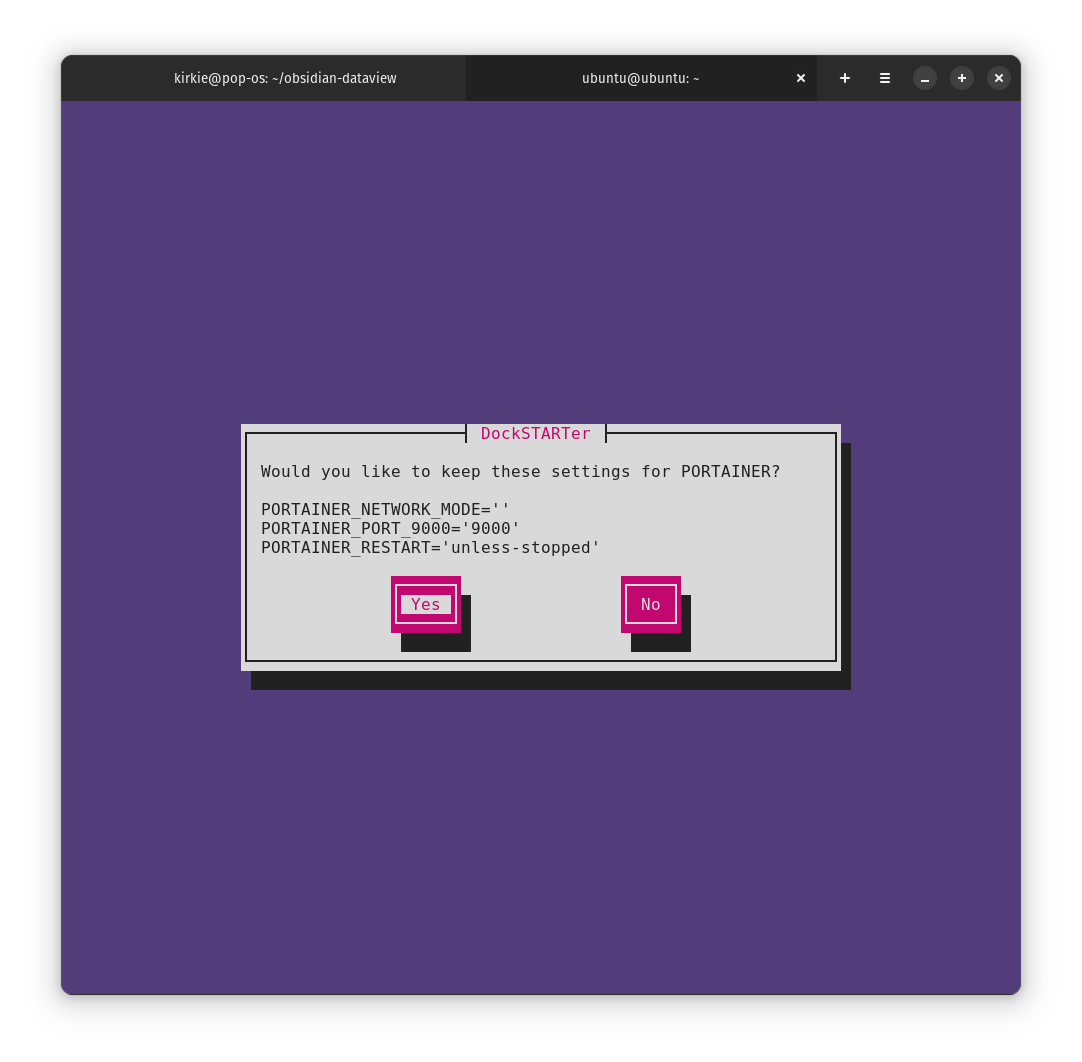 kirkie@pop-os: ~/obsidian-dataview
ubuntu@ubuntu: ~
DockSTARTer
Would you like to keep these settings for PORTAINER?
PORTAINER_NETWORK_MODE=''
PORTAINER_PORT_9000='9000'
PORTAINER_RESTART='unless-stopped'
Yes
No